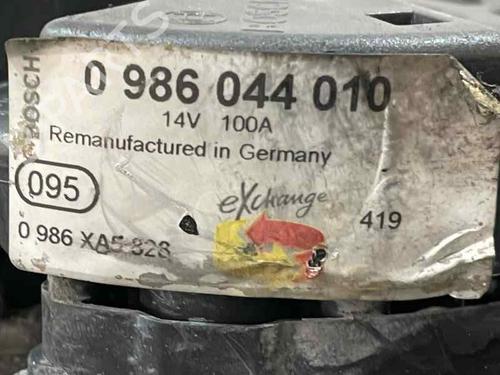 BOSCH
0 986 044 010
14V 100A
Remanufactured in Germany
095
eXchange
419
0 986 XA5 828